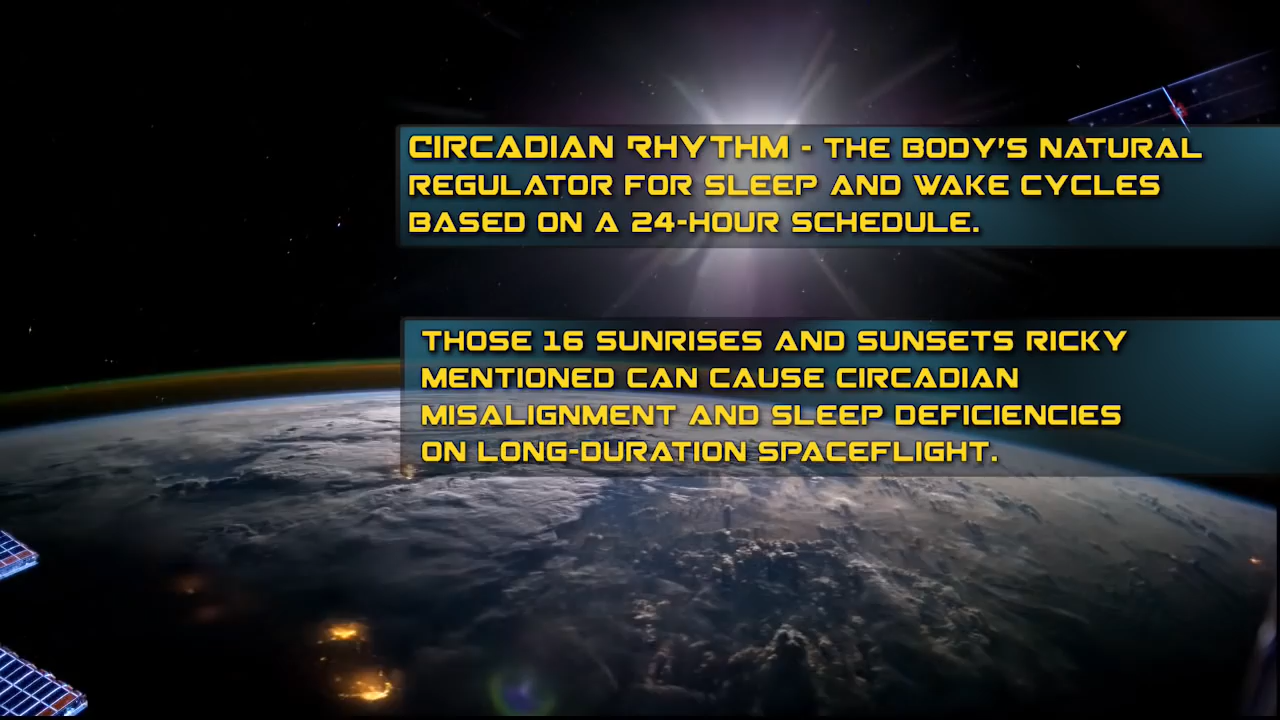 CIRCADIAN RHYTHM - THE BODY'S NATURAL
REGULATOR FOR SLEEP AND WAKE CYCLES
BASED ON A 24-HOUR SCHEDULE.
THOSE 16 SUNRISES AND SUNSETS RICKY
MENTIONED CAN CAUSE CIRCADIAN
MISALIGNMENT AND SLEEP DEFICIENCIES
ON LONG-DURATION SPACEFLIGHT.